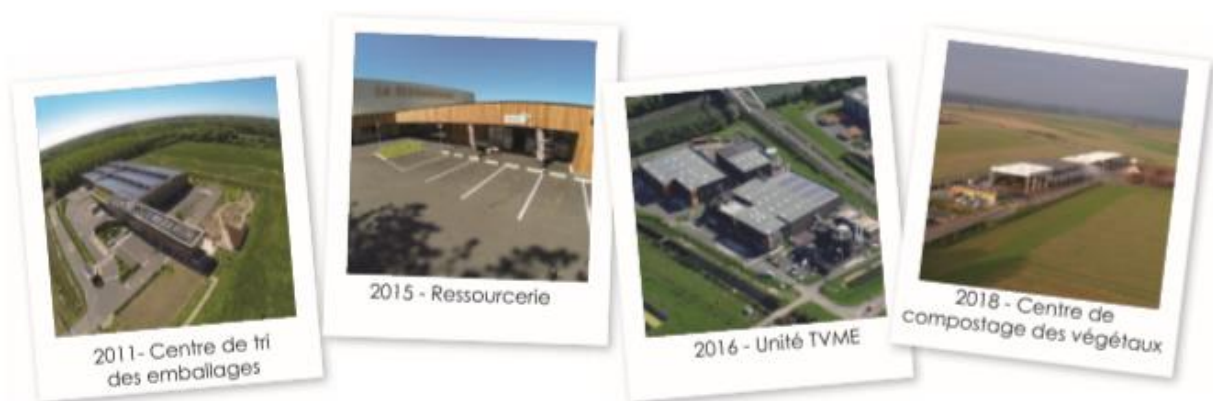 2011- Centre de tri
des emballages
2015 - Ressourcerie
2016 - Unité TVME
2018 - Centre de
compostage des végétaux